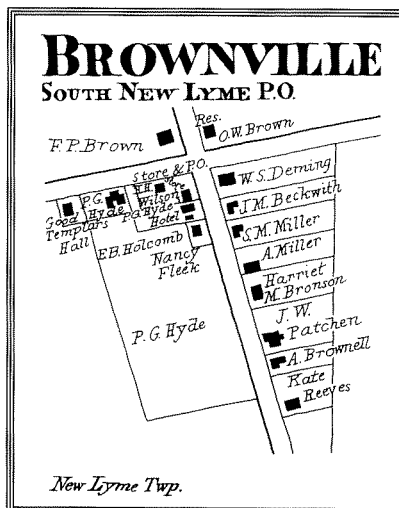 BROWNVILLE
SOUTH NEW LYME P.O.
Res.
O.W. Brown
F.P. Brown
Store & P.O.
W.S. Deming
H.H.
Wilson
P.G.
Hyde
Good
Templars
Hall
P.G. Hyde
Hotel
J.M. Beckwith
S.M. Miller
E.B. Holcomb
Nancy
Fleek
A. Miller
Harriet
M. Bronson
P.G. Hyde
J.W.
Patchen
A. Brownell
Kate
Reeves
New Lyme Twp.